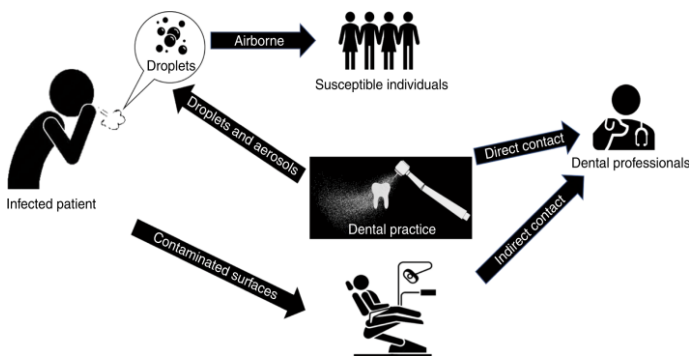 Droplets
Airborne
Susceptible individuals
Infected patient
Droplets and aerosols
Direct contact
Dental professionals
Dental practice
Contaminated surfaces
Indirect contact